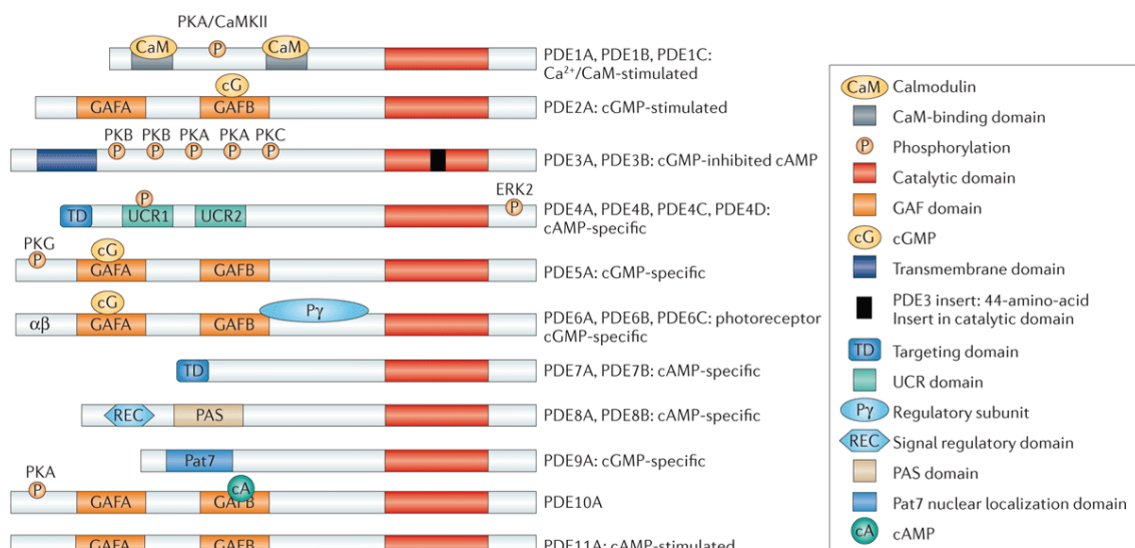 PKA/CaMKII
CaM P CaM
PDE1A, PDE1B, PDE1C:
Ca²⁺/CaM-stimulated
cG
GAFA GAFB
PDE2A: cGMP-stimulated
PKB PKB PKA PKA PKC
P P P P P
PDE3A, PDE3B: cGMP-inhibited cAMP
ERK2
P P
TD UCR1 UCR2
PDE4A, PDE4B, PDE4C, PDE4D:
cAMP-specific
PKG
P cG
GAFA GAFB
PDE5A: cGMP-specific
cG Pγ
αβ GAFA GAFB
PDE6A, PDE6B, PDE6C: photoreceptor
cGMP-specific
TD
PDE7A, PDE7B: cAMP-specific
REC PAS
PDE8A, PDE8B: cAMP-specific
Pat7
PDE9A: cGMP-specific
PKA
P cA
GAFA GAFB
PDE10A
GAFA GAFB
PDE11A: cAMP-stimulated
CaM Calmodulin
CaM-binding domain
P Phosphorylation
Catalytic domain
GAF domain
cG cGMP
Transmembrane domain
PDE3 insert: 44-amino-acid
Insert in catalytic domain
TD Targeting domain
UCR domain
Pγ Regulatory subunit
REC Signal regulatory domain
PAS domain
Pat7 nuclear localization domain
cA cAMP